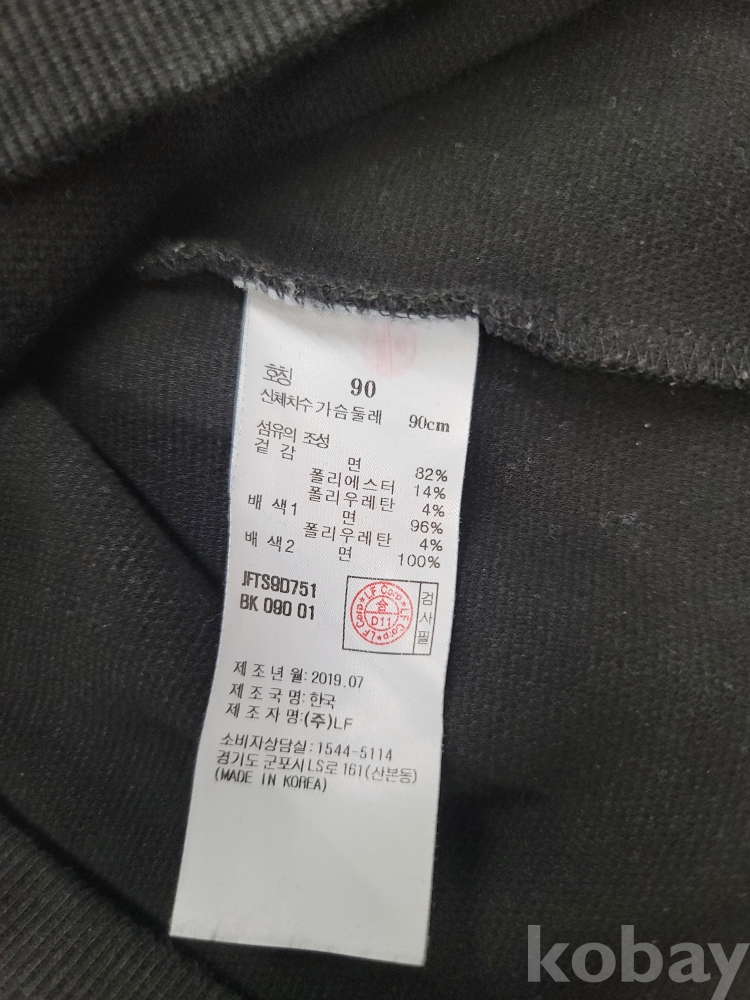 호칭 90
신체치수 가슴둘레 90cm
섬유의 조성
겉 감 면 82%
폴리에스터 14%
폴리우레탄 4%
배 색1 면 96%
폴리우레탄 4%
배 색2 면 100%
JFTS9D751
BK 090 01
LF Corp★LF Corp★
合
D11
검사필
제 조 년 월: 2019.07
제 조 국 명: 한국
제 조 자 명:(주)LF
소비자상담실: 1544-5114
경기도 군포시 LS로 161(산본동)
(MADE IN KOREA)
kobay